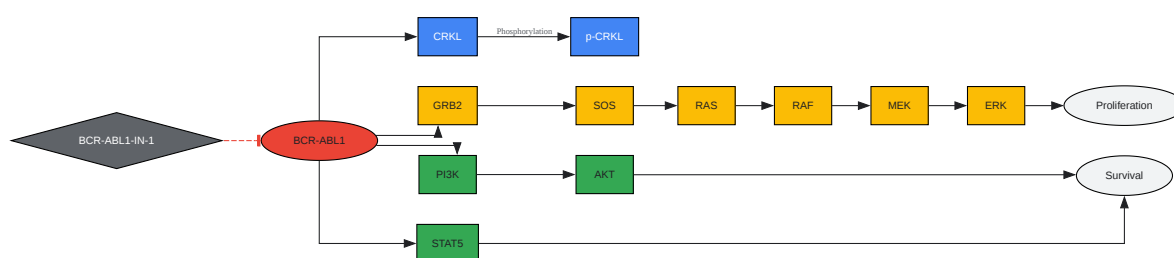 CRKL
Phosphorylation
p-CRKL
GRB2
SOS
RAS
RAF
MEK
ERK
Proliferation
BCR-ABL1-IN-1
BCR-ABL1
PI3K
AKT
Survival
STAT5